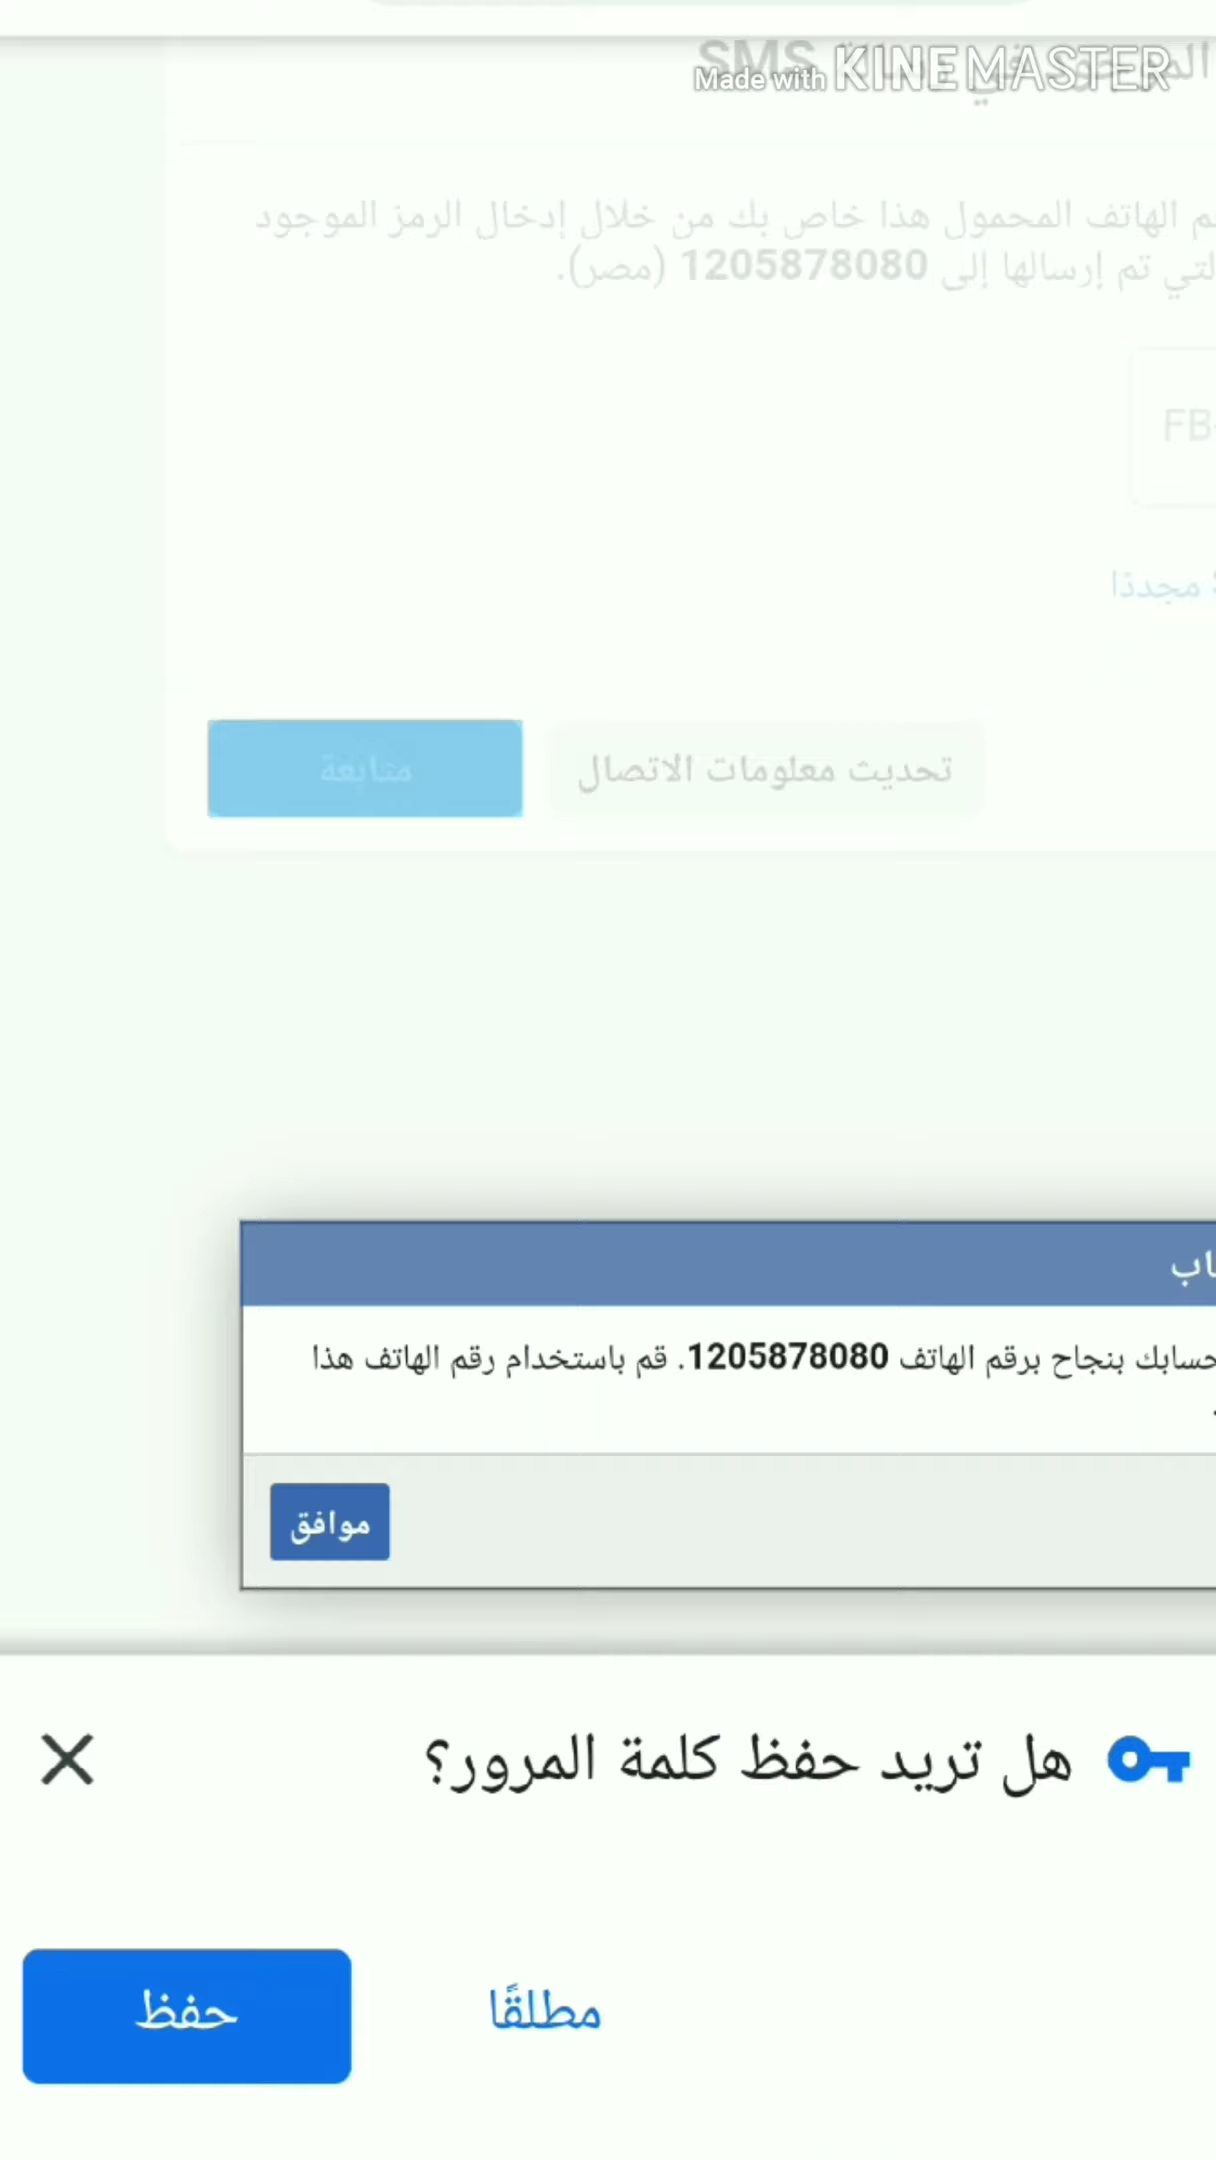 Made with KINEMASTER
SMS
الهاتف المحمول هذا خاص بك من خلال إدخال الرمز الموجود
تم إرسالها إلى 1205878080 (مصر).
FB-
مجددًا
تحديث معلومات الاتصال
متابعة
بنجاح برقم الهاتف 1205878080. قم باستخدام رقم الهاتف هذا
موافق
هل تريد حفظ كلمة المرور؟
مطلقًا
حفظ